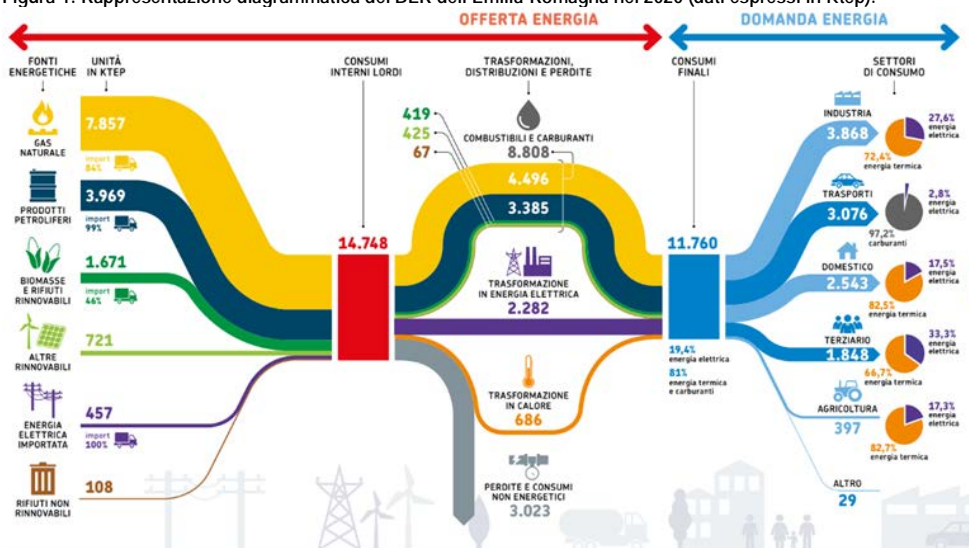 Figura 1: Rappresentazione diagrammatica del BER dell'Emilia-Romagna nel 2020 (dati espressi in Ktep).
OFFERTA ENERGIA
DOMANDA ENERGIA
FONTI
ENERGETICHE
UNITÀ
IN KTEP
CONSUMI
INTERNI LORDI
TRASFORMAZIONI,
DISTRIBUZIONI E PERDITE
CONSUMI
FINALI
SETTORI
DI CONSUMO
GAS
NATURALE
7.857
import
84%
PRODOTTI
PETROLIFERI
3.969
import
99%
BIOMASSE
E RIFIUTI
RINNOVABILI
1.671
import
46%
ALTRE
RINNOVABILI
721
ENERGIA
ELETTRICA
IMPORTATA
457
import
100%
RIFIUTI NON
RINNOVABILI
108
14.748
419
425
67
COMBUSTIBILI E CARBURANTI
8.808
4.496
3.385
TRASFORMAZIONE
IN ENERGIA ELETTRICA
2.282
TRASFORMAZIONE
IN CALORE
686
PERDITE E CONSUMI
NON ENERGETICI
3.023
11.760
19,4%
energia elettrica
81%
energia termica
e carburanti
INDUSTRIA
3.868
27,6%
energia
elettrica
72,4%
energia termica
TRASPORTI
3.076
2,8%
energia
elettrica
97,2%
carburanti
DOMESTICO
2.543
17,5%
energia
elettrica
82,5%
energia termica
TERZIARIO
1.848
33,3%
energia
elettrica
66,7%
energia termica
AGRICOLTURA
397
17,3%
energia
elettrica
82,7%
energia termica
ALTRO
29